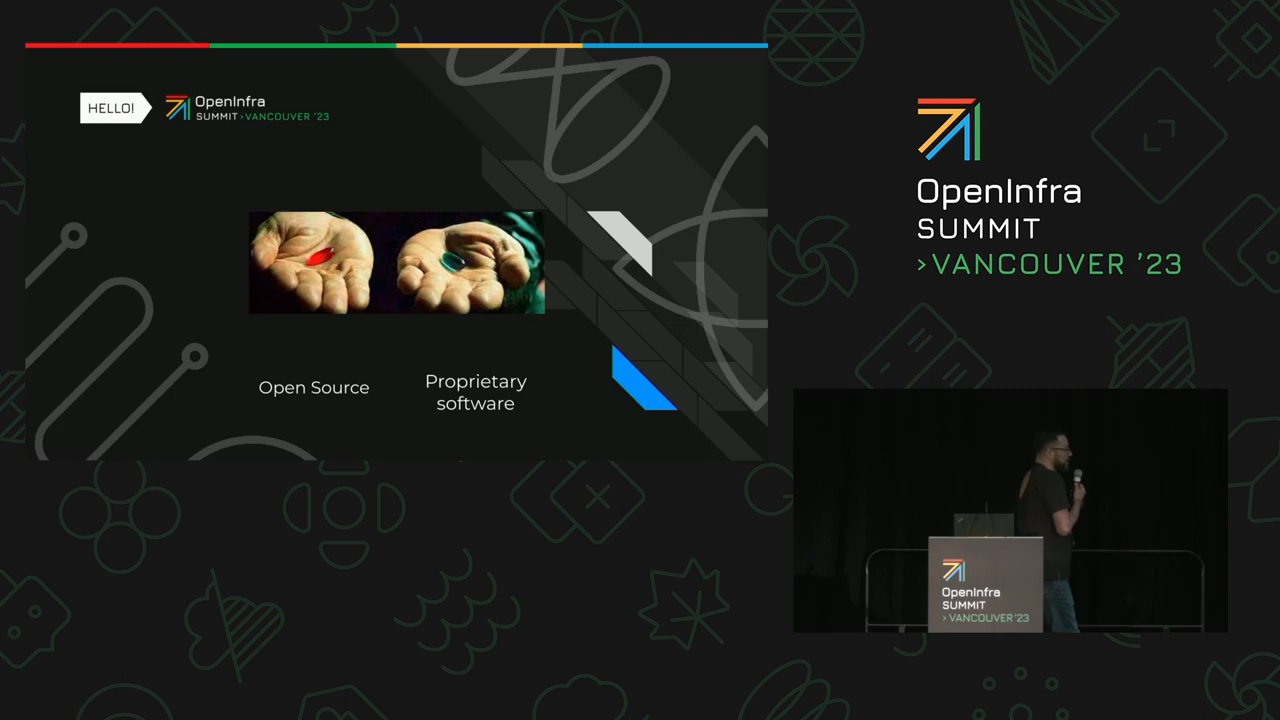 HELLO!
OpenInfra
SUMMIT›VANCOUVER '23
Open Source
Proprietary
software
OpenInfra
SUMMIT
›VANCOUVER '23
OpenInfra
SUMMIT
›VANCOUVER '23